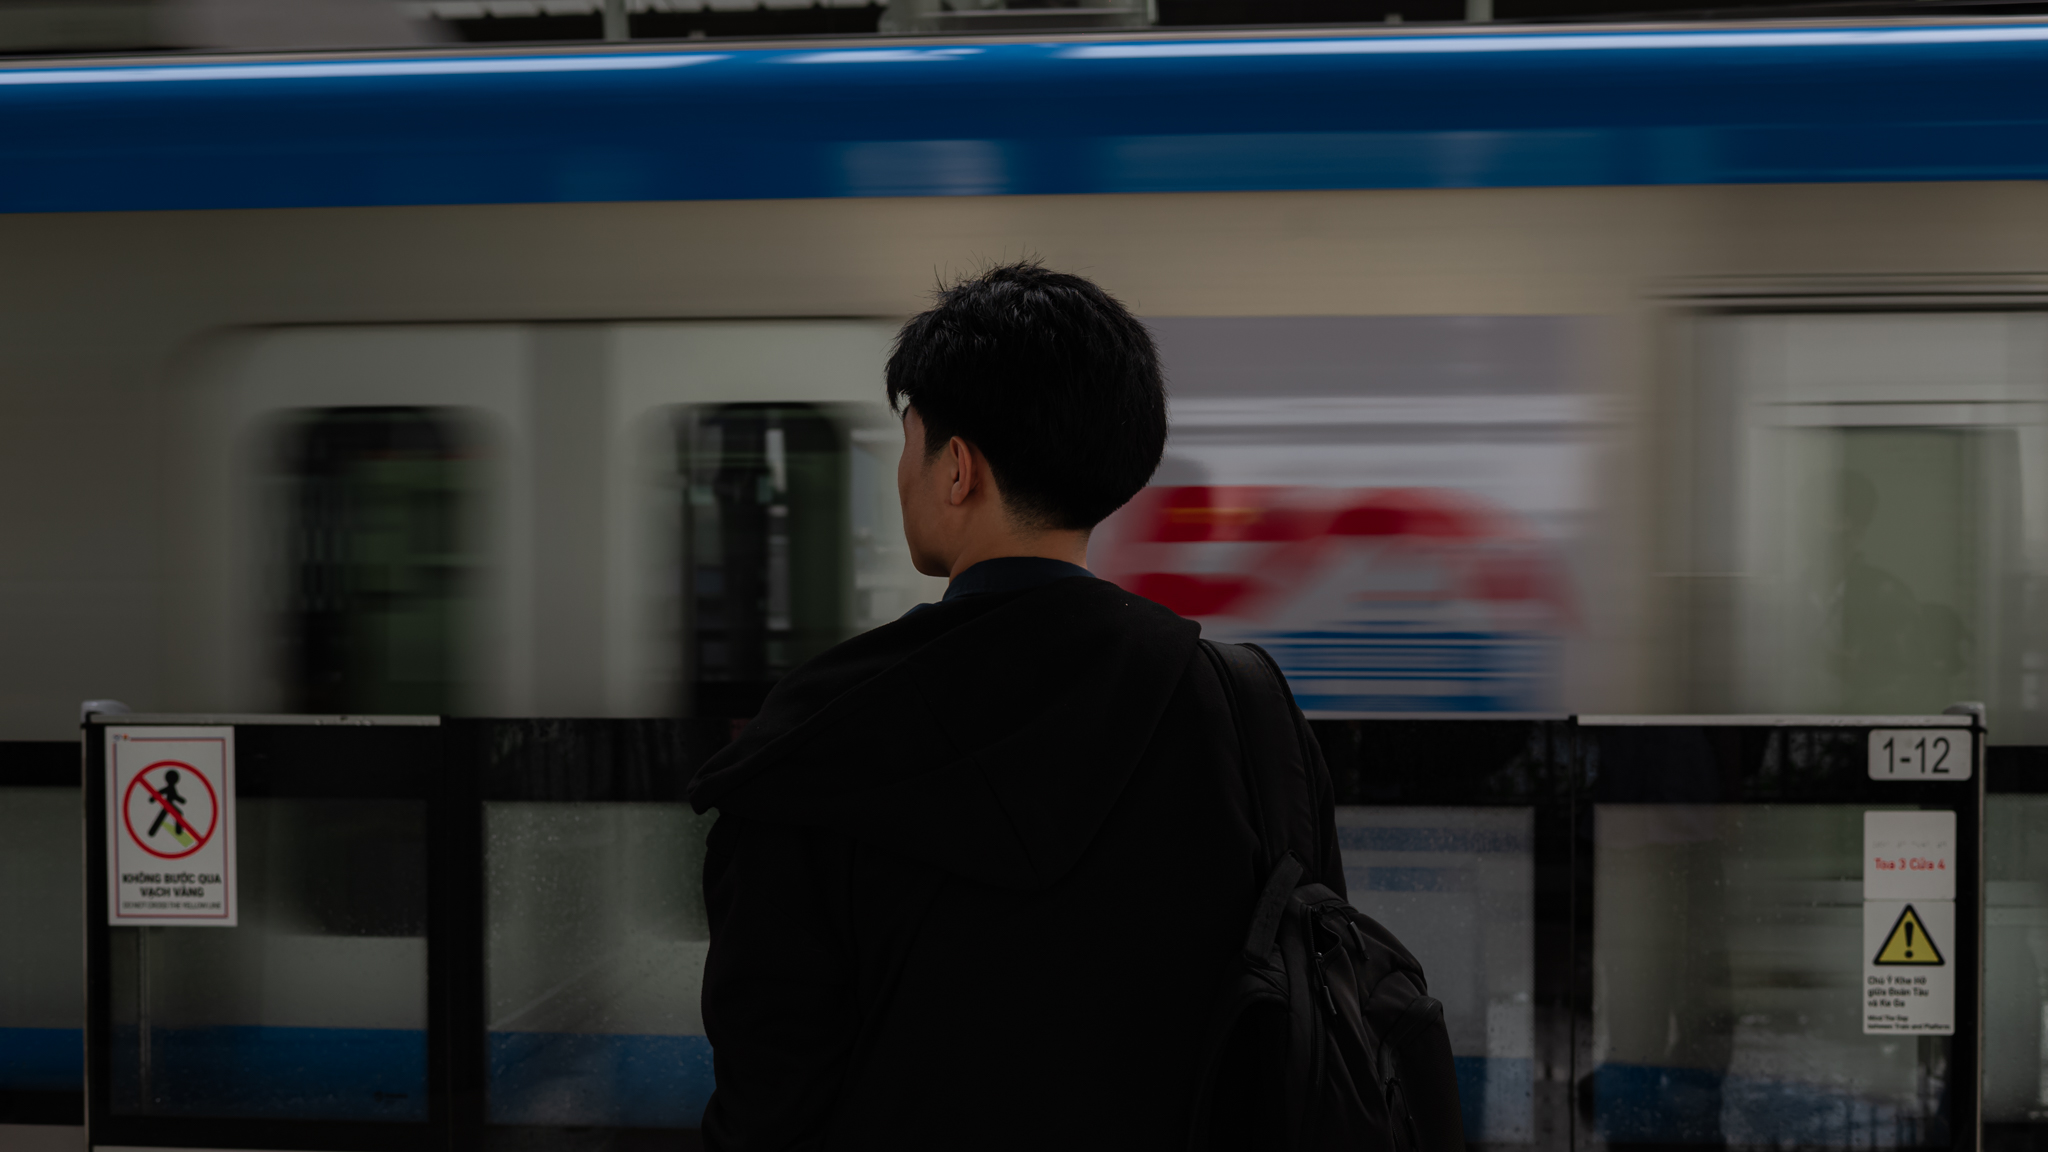 KHÔNG BƯỚC QUA
VẠCH VÀNG
DO NOT CROSS THE YELLOW LINE
1-12
Toa 3 Cửa 4
Chú Ý Khe Hở
giữa Đoàn Tàu
và Ke Ga
Mind The Gap
between Train and Platform